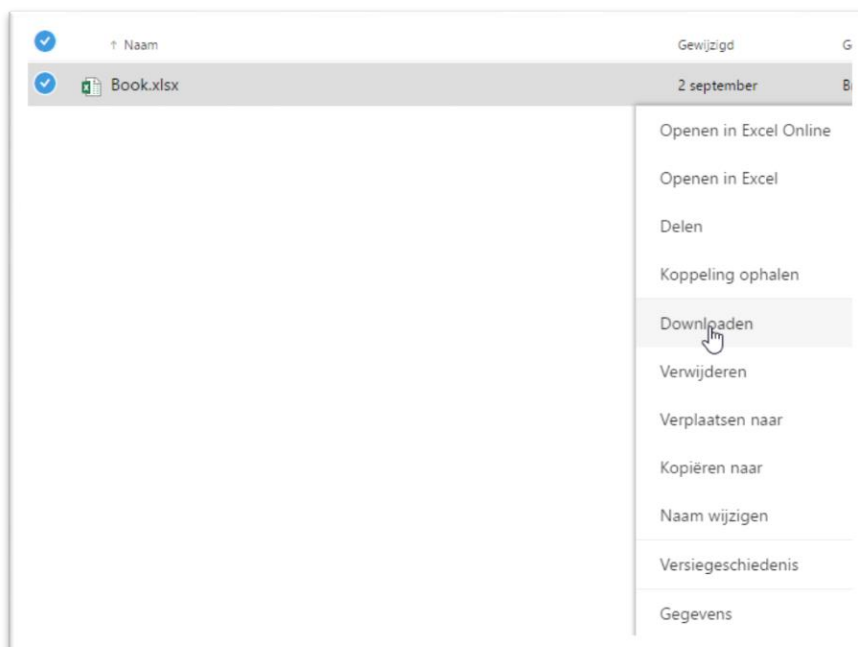 ↑ Naam Gewijzigd G
Book.xlsx 2 september
Openen in Excel Online
Openen in Excel
Delen
Koppeling ophalen
Downloaden
Verwijderen
Verplaatsen naar
Kopiëren naar
Naam wijzigen
Versiegeschiedenis
Gegevens